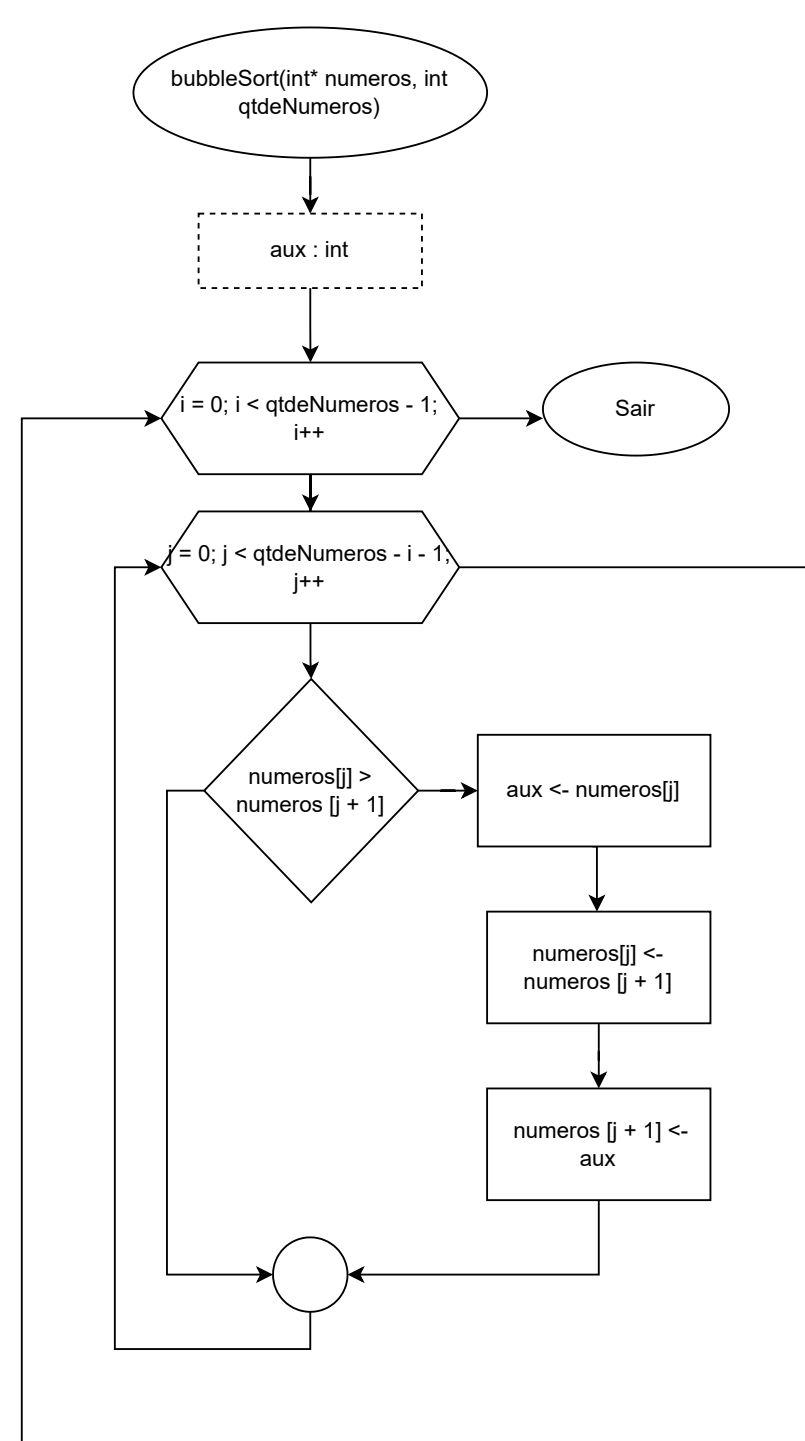 bubbleSort(int* numeros, int
qtdeNumeros)
aux : int
i = 0; i < qtdeNumeros - 1;
i++
Sair
j = 0; j < qtdeNumeros - i - 1;
j++
numeros[j] >
numeros [j + 1]
aux <- numeros[j]
numeros[j] <-
numeros [j + 1]
numeros [j + 1] <-
aux